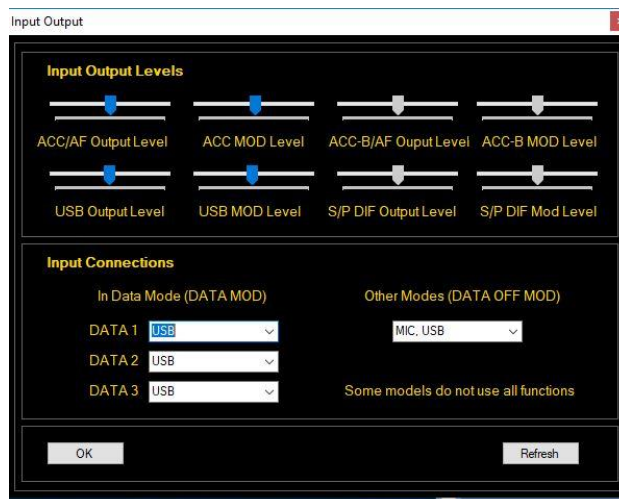 Input Output
Input Output Levels
ACC/AF Output Level ACC MOD Level ACC-B/AF Ouput Level ACC-B MOD Level
USB Output Level USB MOD Level S/P DIF Output Level S/P DIF Mod Level
Input Connections
In Data Mode (DATA MOD) Other Modes (DATA OFF MOD)
DATA 1 USB MIC, USB
DATA 2 USB
DATA 3 USB Some models do not use all functions
OK Refresh